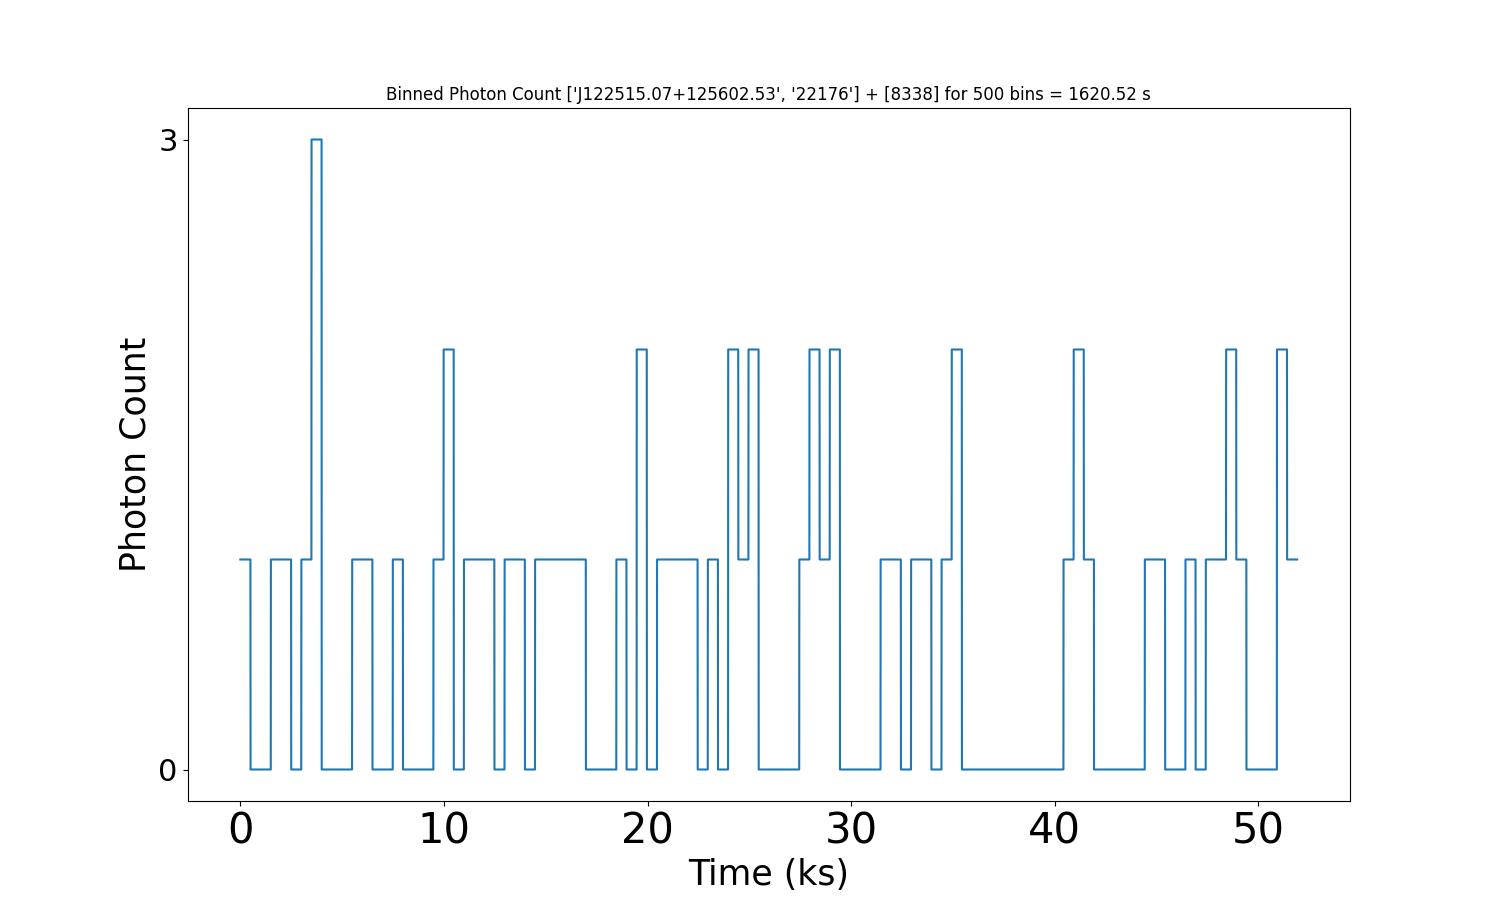 Binned Photon Count ['J122515.07+125602.53', '22176'] + [8338] for 500 bins = 1620.52 s
3
0
Photon Count
0 10 20 30 40 50
Time (ks)